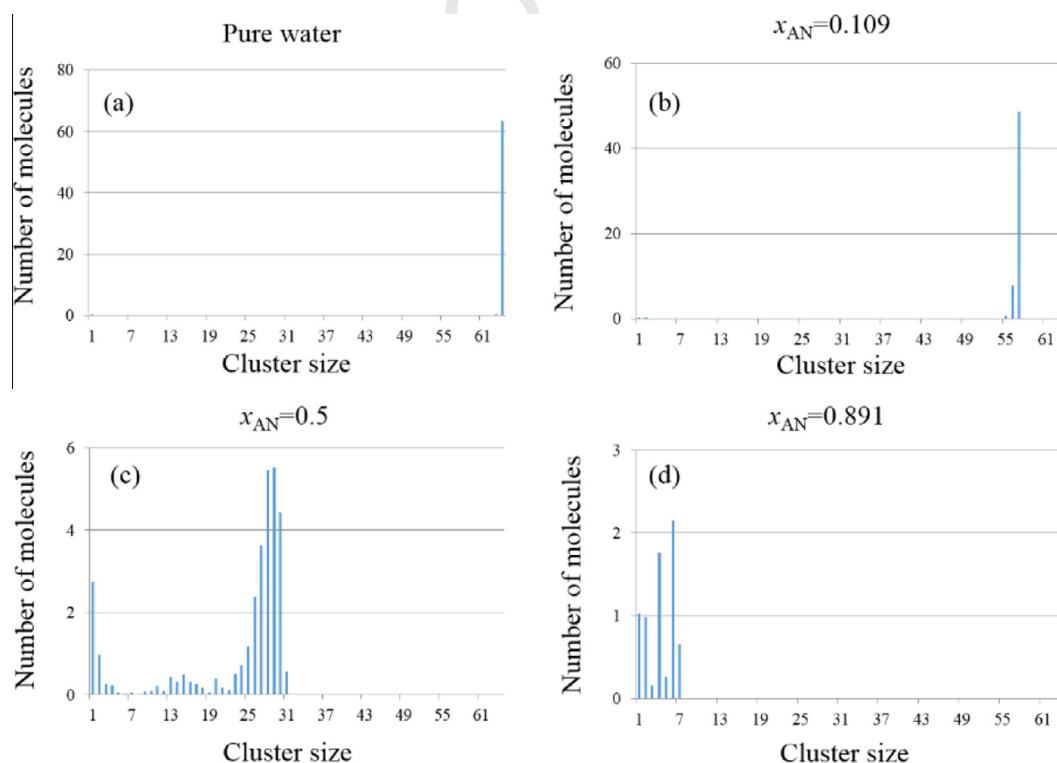 Pure water
(a)
Number of molecules
80
60
40
20
0
1 7 13 19 25 31 37 43 49 55 61
Cluster size
xAN=0.109
(b)
Number of molecules
60
40
20
0
1 7 13 19 25 31 37 43 49 55 61
Cluster size
xAN=0.5
(c)
Number of molecules
6
4
2
0
1 7 13 19 25 31 37 43 49 55 61
Cluster size
xAN=0.891
(d)
Number of molecules
3
2
1
0
1 7 13 19 25 31 37 43 49 55 61
Cluster size